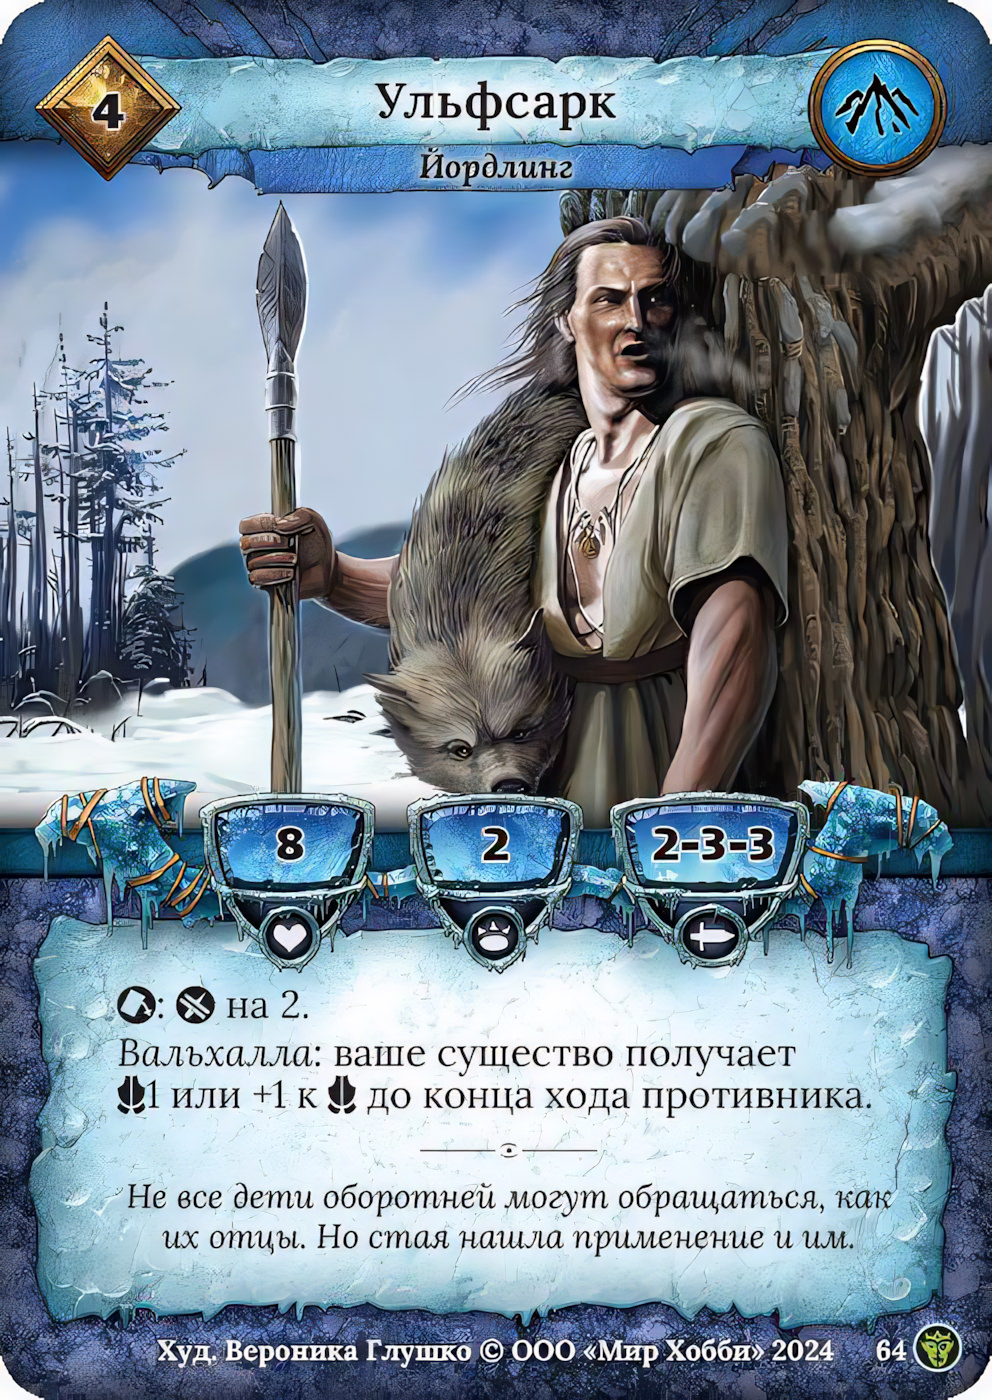 4
Ульфсарк
Йордлинг
8
2
2-3-3
: на 2.
Вальхалла: ваше существо получает
1 или +1 к до конца хода противника.
Не все дети оборотней могут обращаться, как
их отцы. Но стая нашла применение и им.
Худ. Вероника Глушко © ООО «Мир Хобби» 2024 64